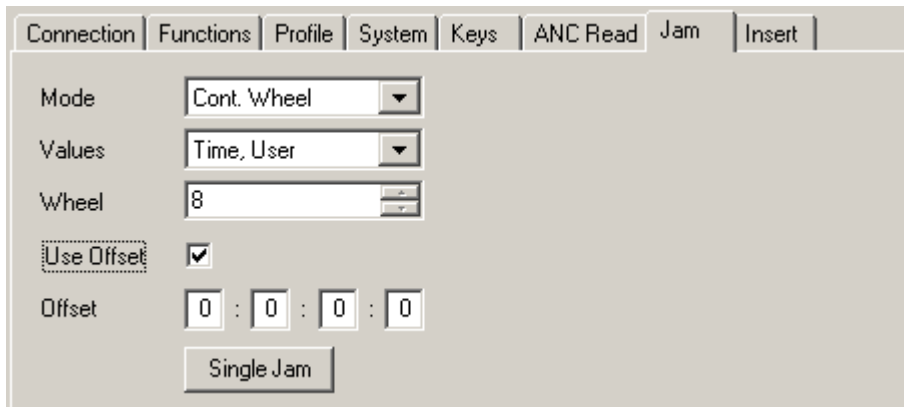 Connection Functions Profile System Keys ANC Read Jam Insert
Mode Cont. Wheel
Values Time, User
Wheel 8
Use Offset
Offset 0 : 0 : 0 : 0
Single Jam